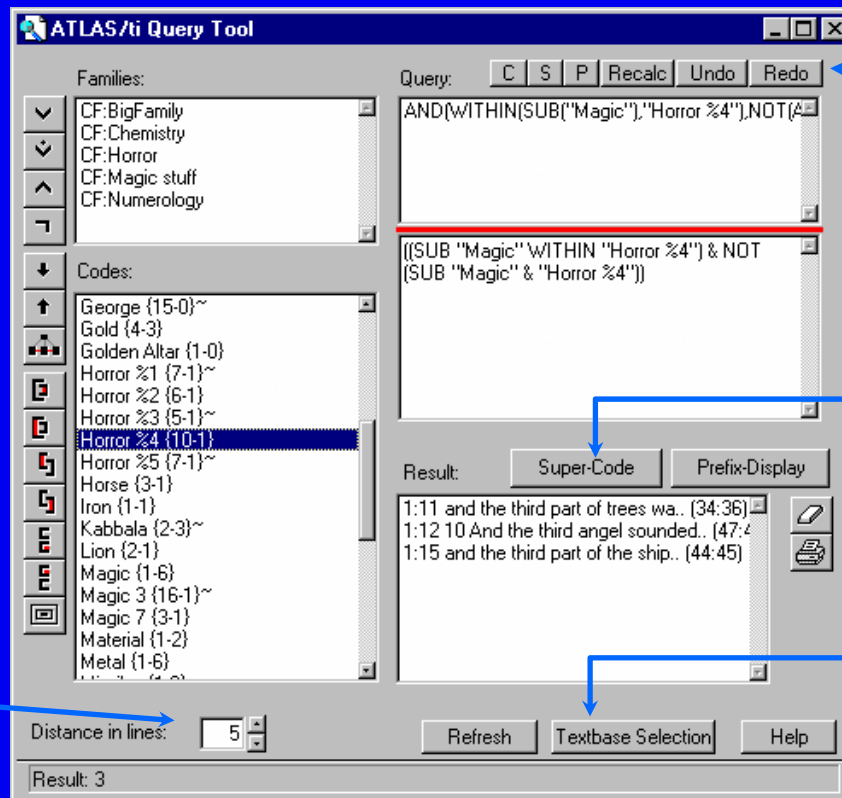 ATLAS/ti Query Tool
Families:
CF:BigFamily
CF:Chemistry
CF:Horror
CF:Magic stuff
CF:Numerology
Codes:
George {15-0}~
Gold {4-3}
Golden Altar {1-0}
Horror %1 {7-1}~
Horror %2 {6-1}
Horror %3 {5-1}~
Horror %4 {10-1}
Horror %5 {7-1}~
Horse {3-1}
Iron {1-1}
Kabbala {2-3}~
Lion {2-1}
Magic {1-6}
Magic 3 {16-1}~
Magic 7 {3-1}
Material {1-2}
Metal {1-6}
Query: C S P Recalc Undo Redo
AND(WITHIN(SUB("Magic"),"Horror %4"),NOT(A
((SUB "Magic" WITHIN "Horror %4") & NOT
(SUB "Magic" & "Horror %4"))
Result: Super-Code Prefix-Display
1:11 and the third part of trees wa.. (34:36)
1:12 10 And the third angel sounded.. (47:4
1:15 and the third part of the ship.. (44:45)
Distance in lines: 5 Refresh Textbase Selection Help
Result: 3